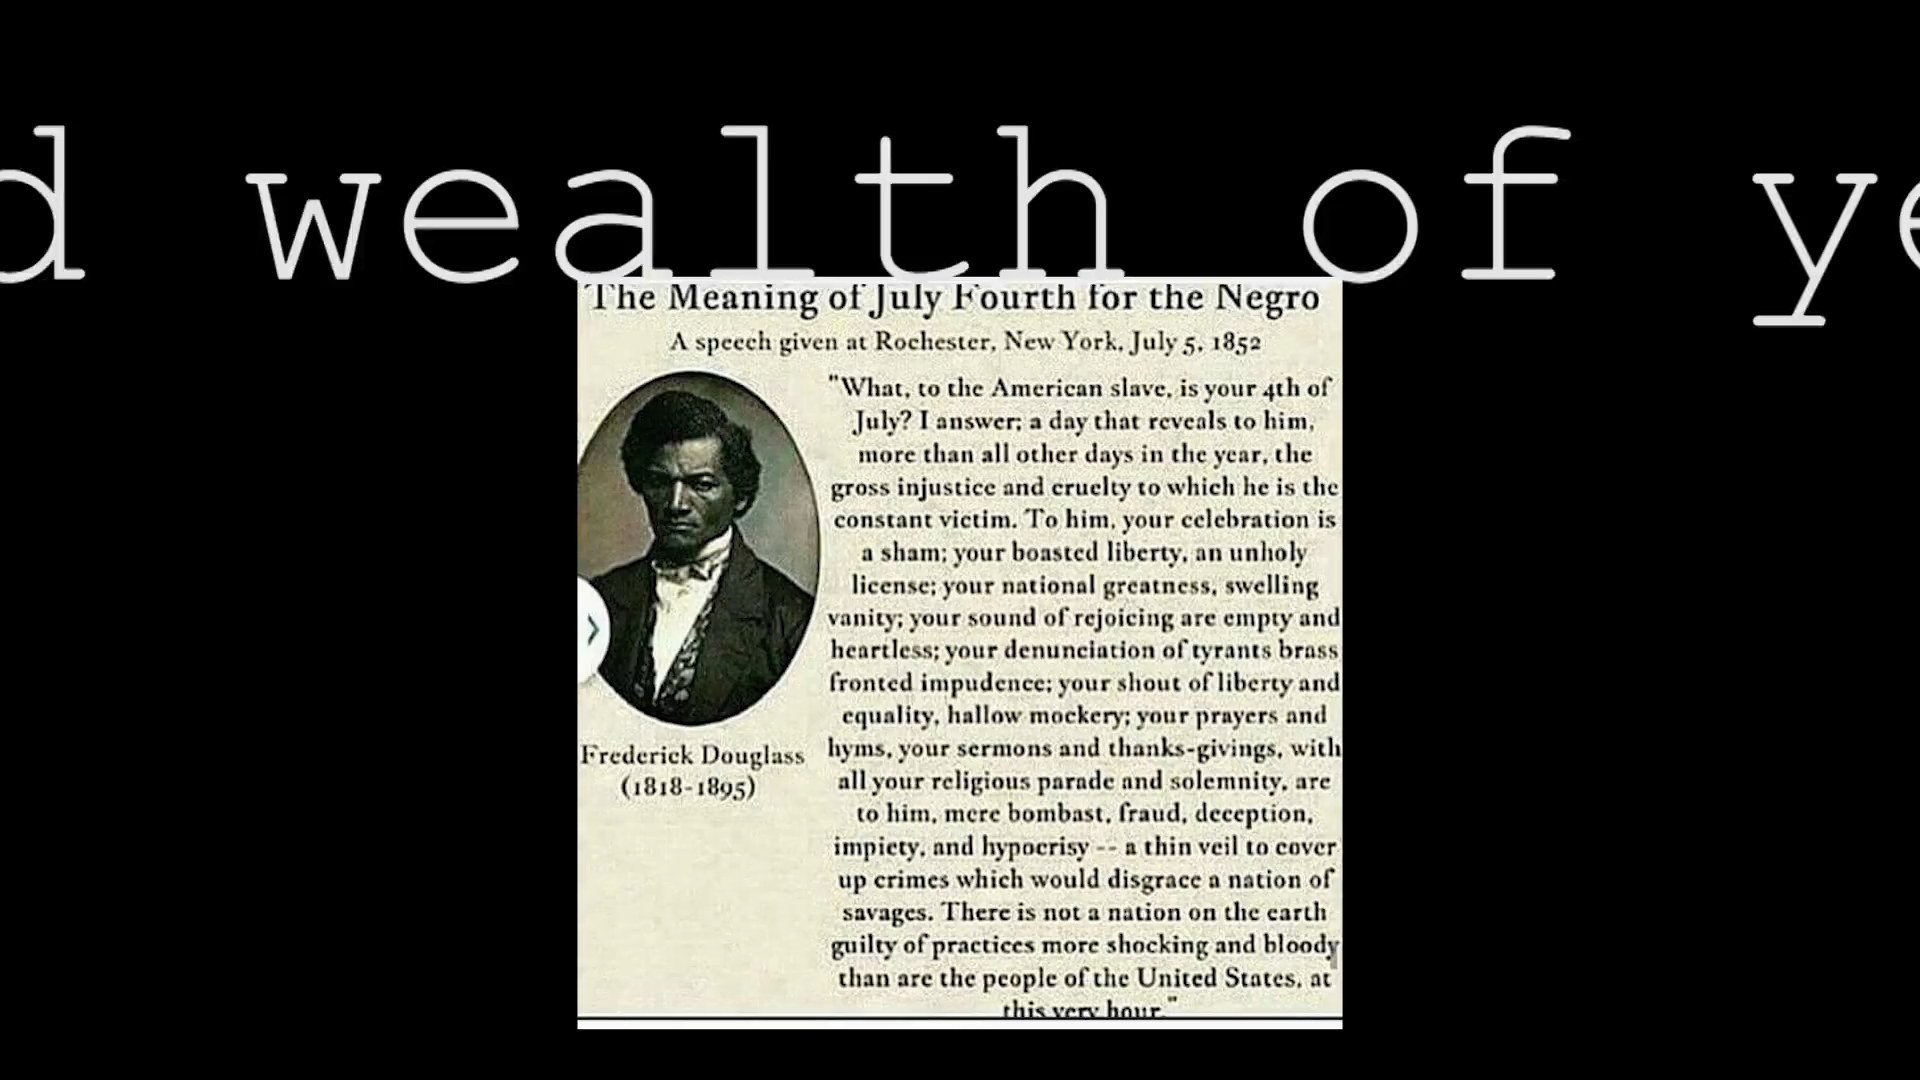 d wealth of ye
The Meaning of July Fourth for the Negro
A speech given at Rochester, New York, July 5, 1852
"What, to the American slave, is your 4th of
July? I answer; a day that reveals to him,
more than all other days in the year, the
gross injustice and cruelty to which he is the
constant victim. To him, your celebration is
a sham; your boasted liberty, an unholy
license; your national greatness, swelling
vanity; your sound of rejoicing are empty and
heartless; your denunciation of tyrants brass
fronted impudence; your shout of liberty and
equality, hallow mockery; your prayers and
hyms, your sermons and thanks-givings, with
all your religious parade and solemnity, are
to him, mere bombast, fraud, deception,
impiety, and hypocrisy -- a thin veil to cover
up crimes which would disgrace a nation of
savages. There is not a nation on the earth
guilty of practices more shocking and bloody
than are the people of the United States, at
this very hour."
Frederick Douglass
(1818-1895)